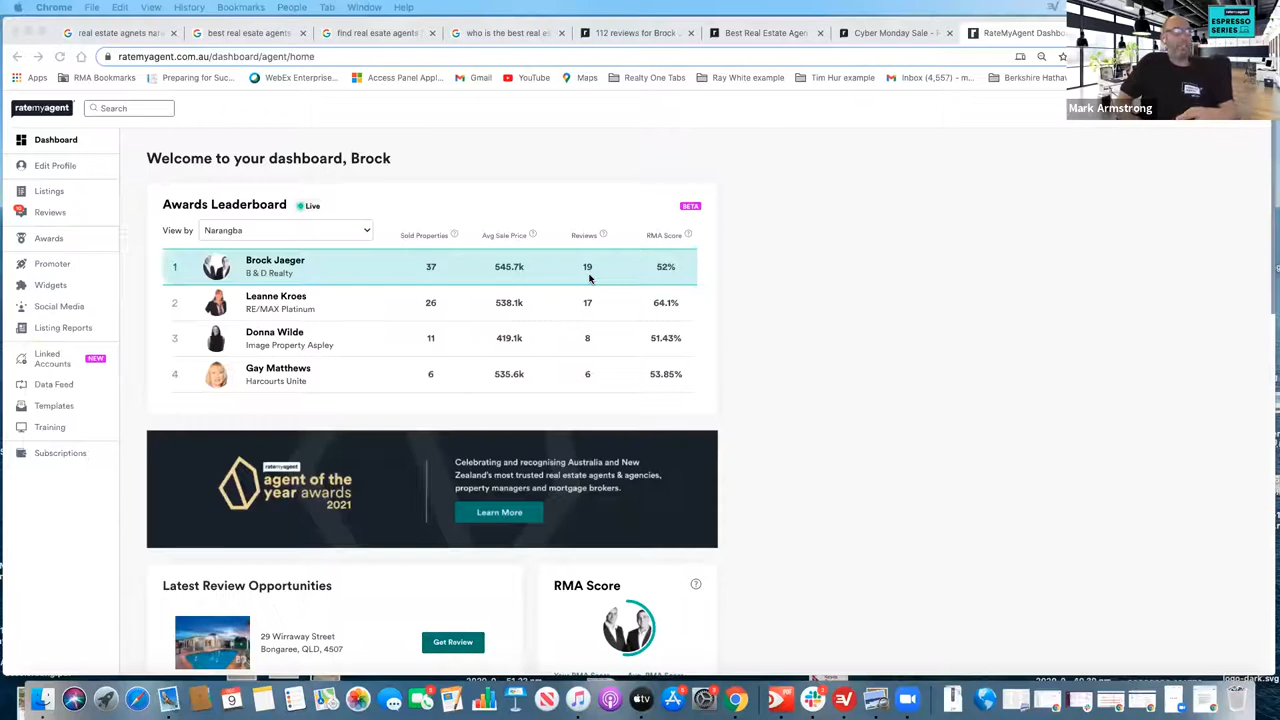 Chrome File Edit View History Bookmarks People Tab Window Help
real estate agnets nar
best real esate agents
find real estate agents
who is the best
112 reviews for Brock
Best Real Estate
Cyber Monday Sale -
RateMyAgent Dashbo
ratemyagent
ESPRESSO
SERIES
ratemyagent.com.au/dashboard/agent/home
Apps
RMA Bookmarks
Preparing for Suc...
WebEx Enterprise...
Gmail
YouTube
Maps
Realty One Triad
Ray White example
Tim Hur example
Inbox (4,557) - m...
Berkshire Hathav
Mark Armstrong
ratemyagent
Search
Dashboard
Edit Profile
Listings
Reviews
Awards
Promoter
Widgets
Social Media
Listing Reports
Linked
Accounts
NEW
Data Feed
Templates
Training
Subscriptions
Welcome to your dashboard, Brock
Awards Leaderboard Live
BETA
View by Narangba
Sold Properties ? Avg Sale Price ? Reviews ? RMA Score ?
1 Brock Jaeger 37 545.7k 19 52%
B & D Realty
2 Leanne Kroes 26 538.1k 17 64.1%
RE/MAX Platinum
3 Donna Wilde 11 419.1k 8 51.43%
Image Property Aspley
4 Gay Matthews 6 535.6k 6 53.85%
Harcourts Unite
ratemyagent
agent of the
year awards
2021
Celebrating and recognising Australia and New
Zealand's most trusted real estate agents & agencies,
property managers and mortgage brokers.
Learn More
Latest Review Opportunities
29 Wirraway Street
Bongaree, QLD, 4507
Get Review
RMA Score ?
logo-dark.svg